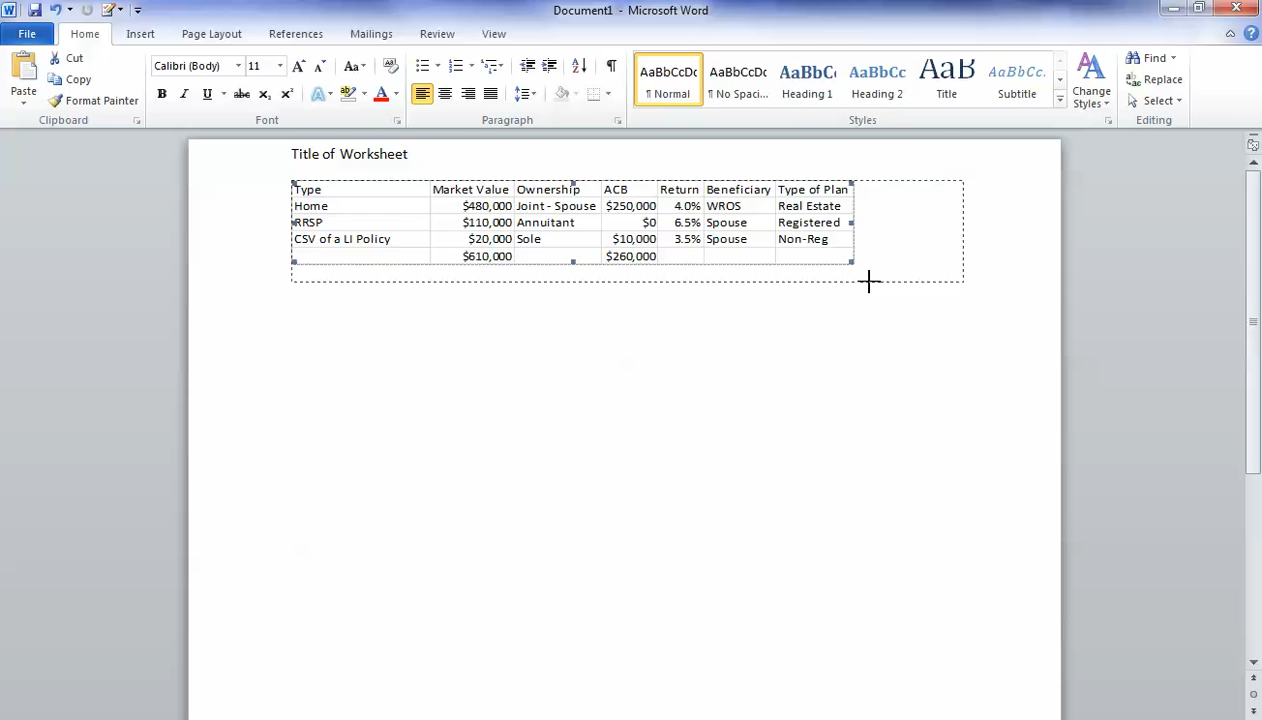 Document1 - Microsoft Word
File Home Insert Page Layout References Mailings Review View
Paste
Cut
Copy
Format Painter
Clipboard
Calibri (Body) 11
Font
Paragraph
AaBbCcDc AaBbCcDc AaBbC AaBbCc AaB AaBbCc.
¶ Normal ¶ No Spaci... Heading 1 Heading 2 Title Subtitle
Styles
Change Styles
Find
Replace
Select
Editing
Title of Worksheet
Type Market Value Ownership ACB Return Beneficiary Type of Plan
Home $480,000 Joint - Spouse $250,000 4.0% WROS Real Estate
RRSP $110,000 Annuitant $0 6.5% Spouse Registered
CSV of a LI Policy $20,000 Sole $10,000 3.5% Spouse Non-Reg
$610,000 $260,000